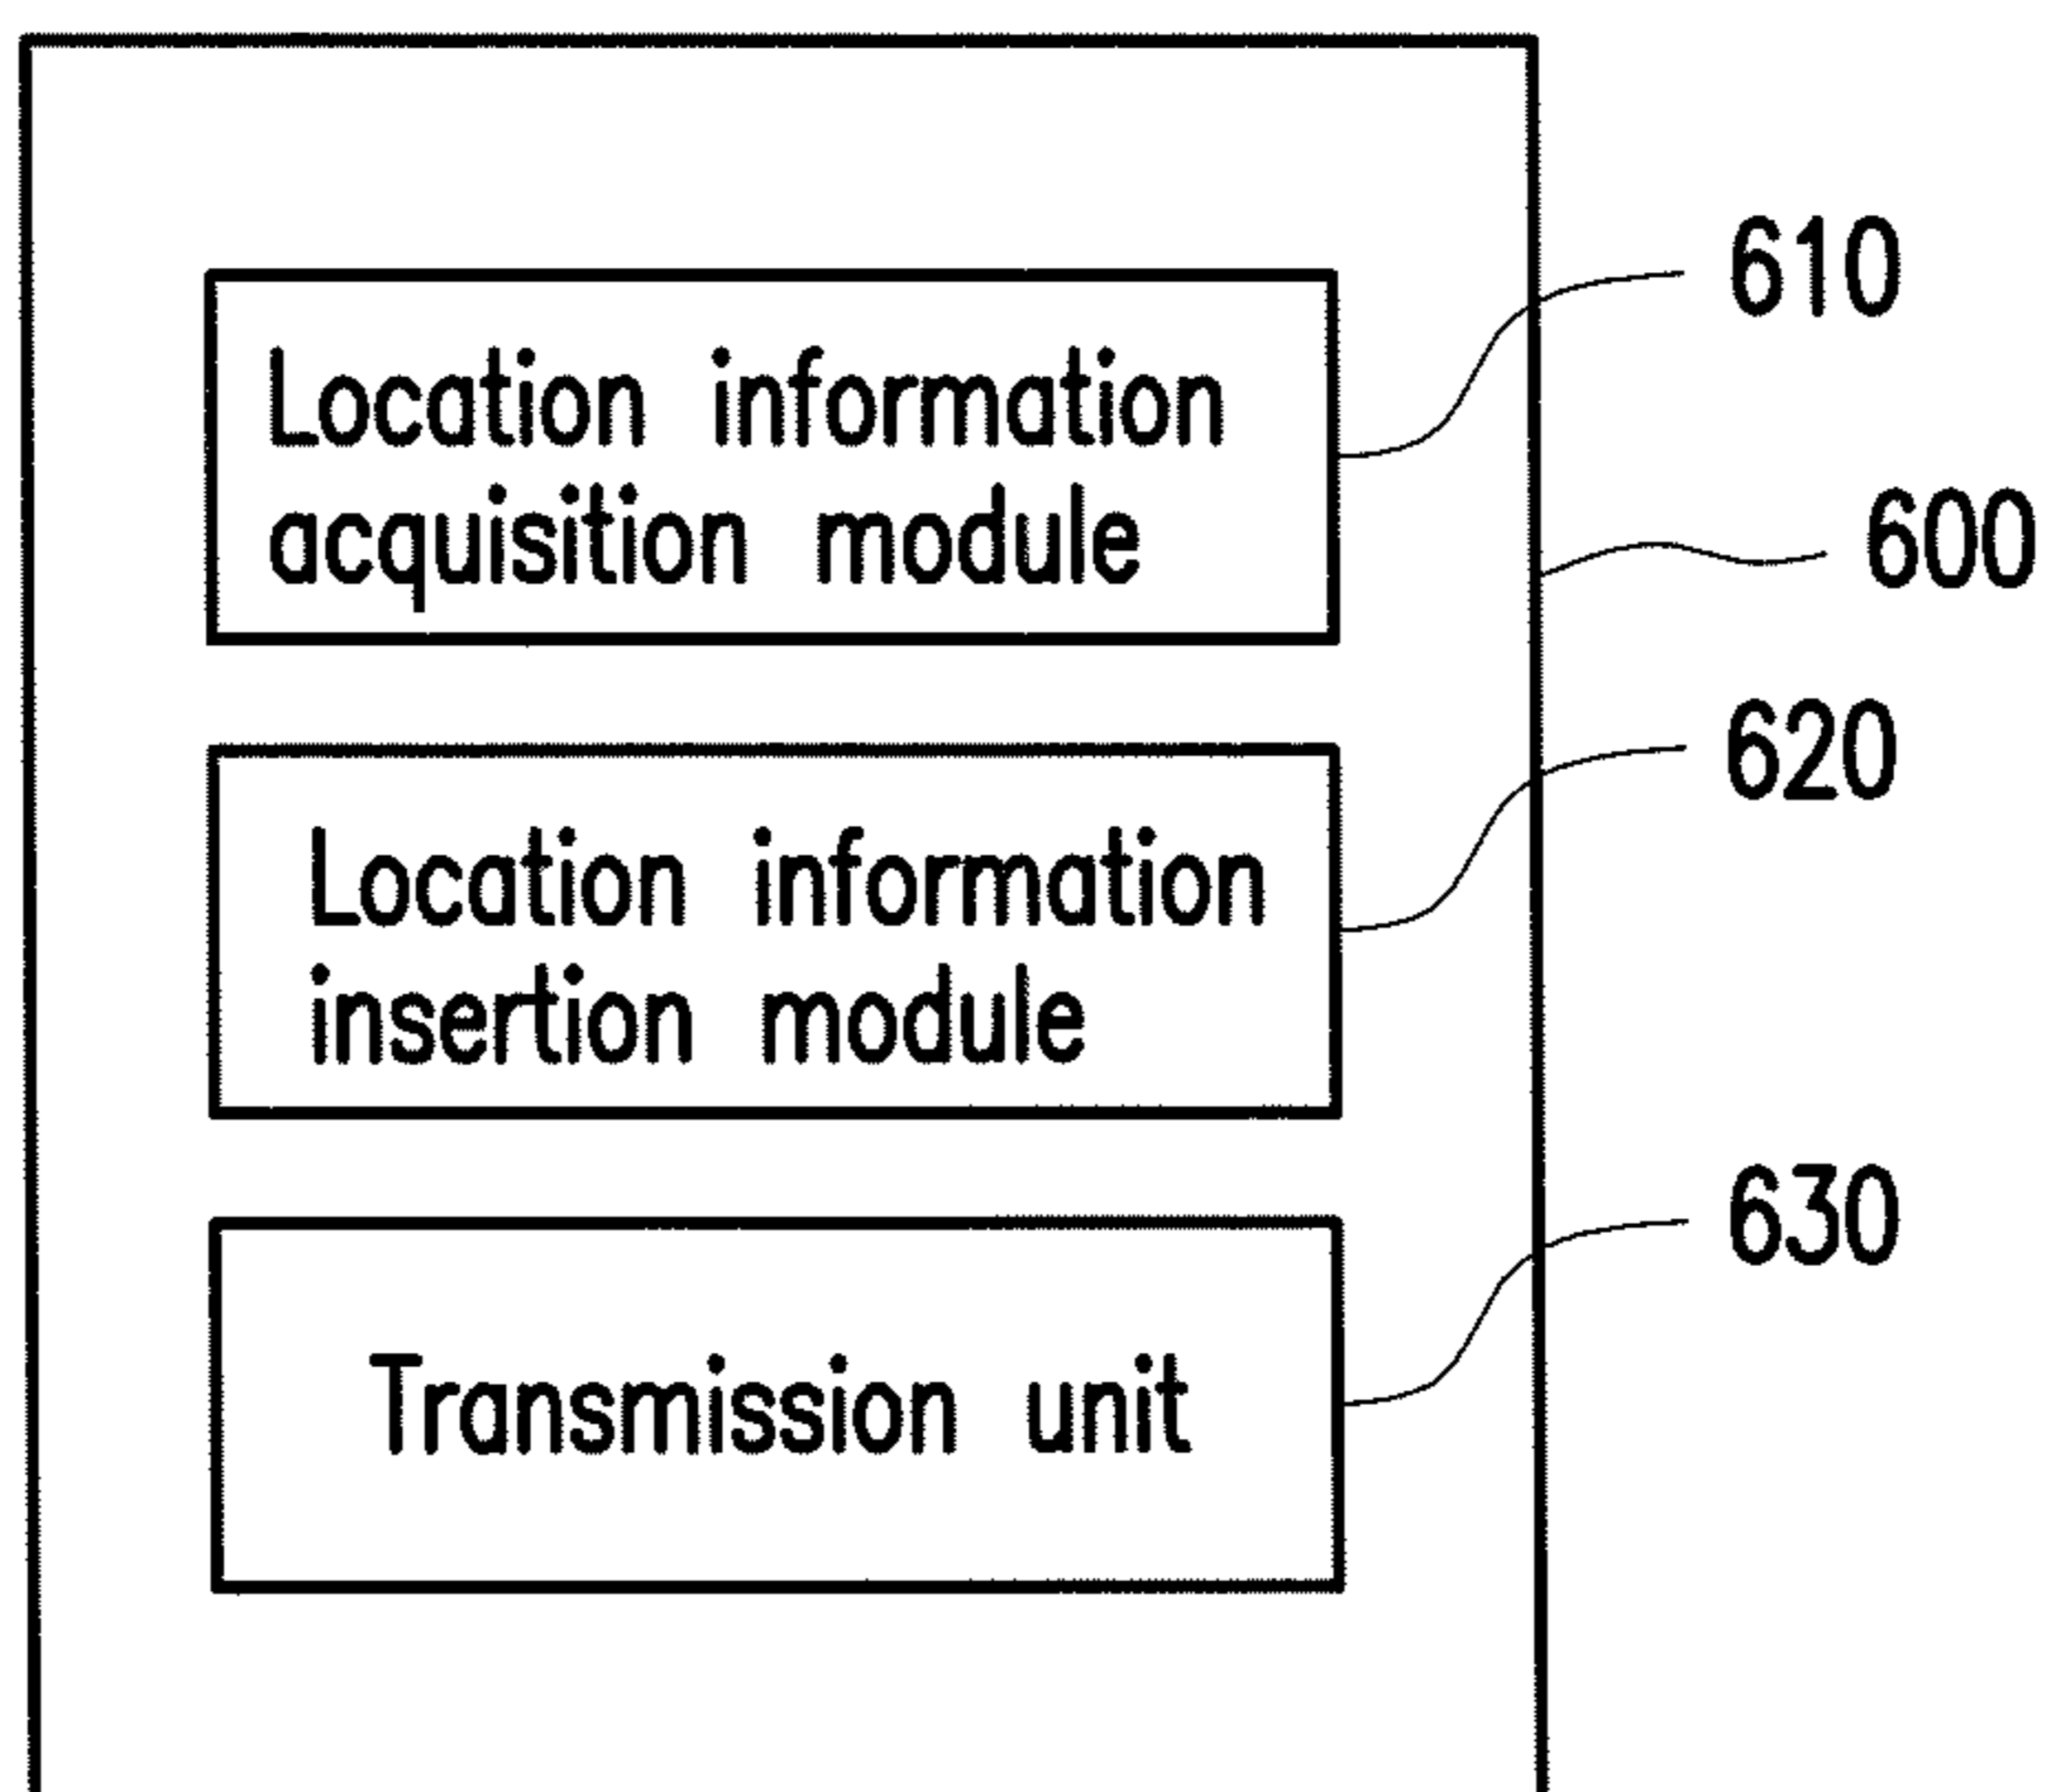 610
Location information
acquisition module
600
620
Location information
insertion module
630
Transmission unit